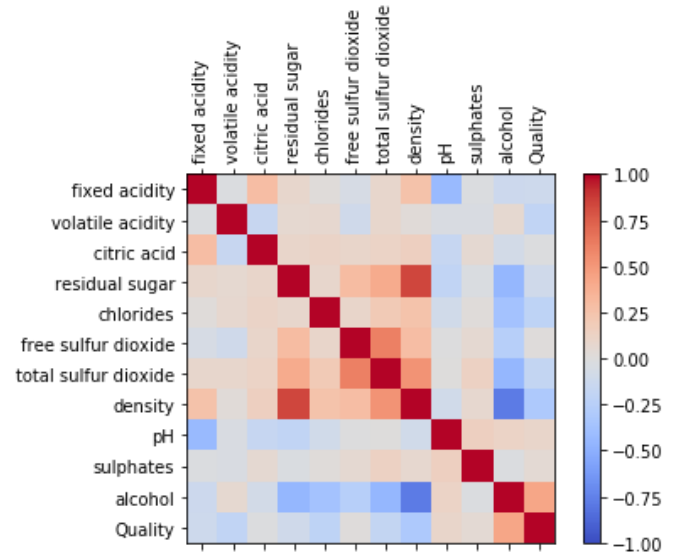 fixed acidity
volatile acidity
citric acid
residual sugar
chlorides
free sulfur dioxide
total sulfur dioxide
density
pH
sulphates
alcohol
Quality
fixed acidity
volatile acidity
citric acid
residual sugar
chlorides
free sulfur dioxide
total sulfur dioxide
density
pH
sulphates
alcohol
Quality
1.00
0.75
0.50
0.25
0.00
−0.25
−0.50
−0.75
−1.00